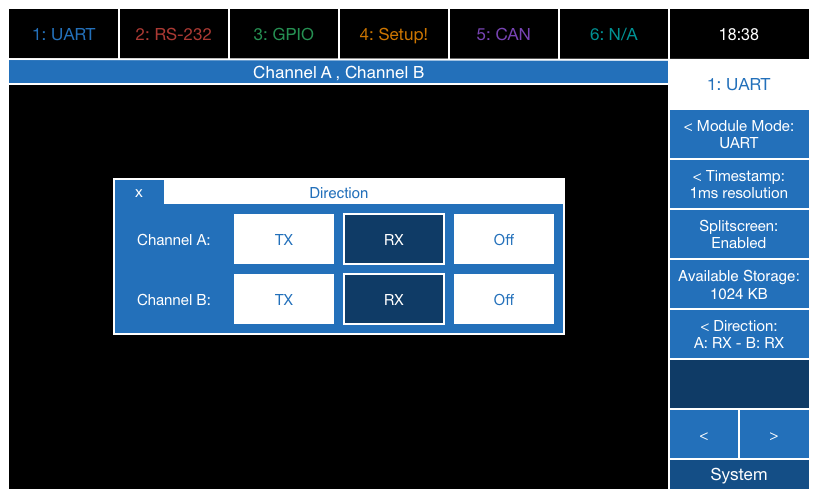 1: UART 2: RS-232 3: GPIO 4: Setup! 5: CAN 6: N/A 18:38
Channel A , Channel B
1: UART
< Module Mode:
UART
< Timestamp:
1ms resolution
Splitscreen:
Enabled
Available Storage:
1024 KB
< Direction:
A: RX - B: RX
< >
System
x Direction
Channel A: TX RX Off
Channel B: TX RX Off